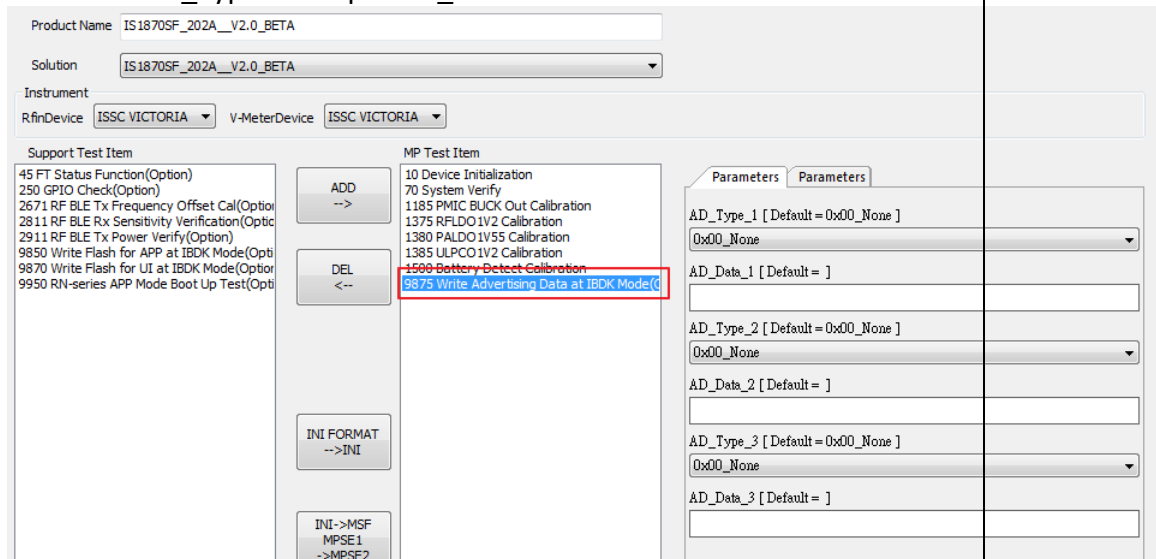 Product Name IS1870SF_202A__V2.0_BETA
Solution IS1870SF_202A__V2.0_BETA
Instrument
RfinDevice ISSC VICTORIA V-MeterDevice ISSC VICTORIA
Support Test Item
45 FT Status Function(Option)
250 GPIO Check(Option)
2671 RF BLE Tx Frequency Offset Cal(Option
2811 RF BLE Rx Sensitivity Verification(Optic
2911 RF BLE Tx Power Verify(Option)
9850 Write Flash for APP at IBDK Mode(Opti
9870 Write Flash for UI at IBDK Mode(Option
9950 RN-series APP Mode Boot Up Test(Opti
ADD
-->
DEL
<--
INI FORMAT
-->INI
INI->MSF
MPSE1
->MPSE2
MP Test Item
10 Device Initialization
70 System Verify
1185 PMIC BUCK Out Calibration
1375 RFLDO1V2 Calibration
1380 PALDO1V55 Calibration
1385 ULPCO1V2 Calibration
1500 Battery Detect Calibration
9875 Write Advertising Data at IBDK Mode(O
Parameters Parameters
AD_Type_1 [ Default = 0x00_None ]
0x00_None
AD_Data_1 [ Default = ]
AD_Type_2 [ Default = 0x00_None ]
0x00_None
AD_Data_2 [ Default = ]
AD_Type_3 [ Default = 0x00_None ]
0x00_None
AD_Data_3 [ Default = ]